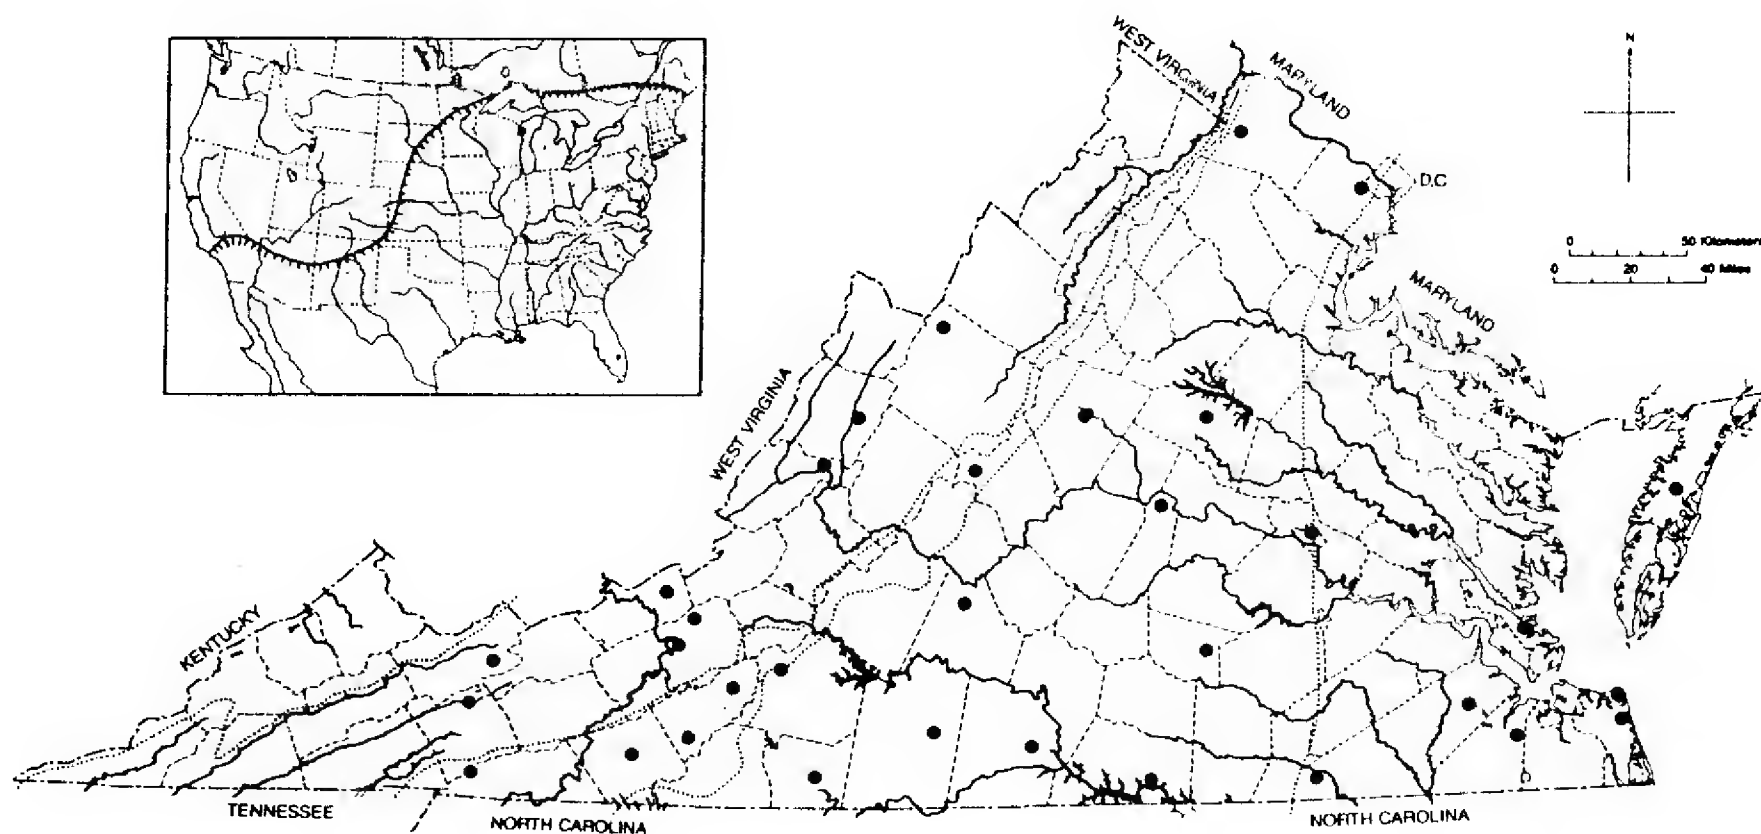 WEST VIRGINIA
MARYLAND
N
D.C
0 50 Kilometers
0 20 40 Miles
MARYLAND
WEST VIRGINIA
KENTUCKY
TENNESSEE
NORTH CAROLINA
NORTH CAROLINA